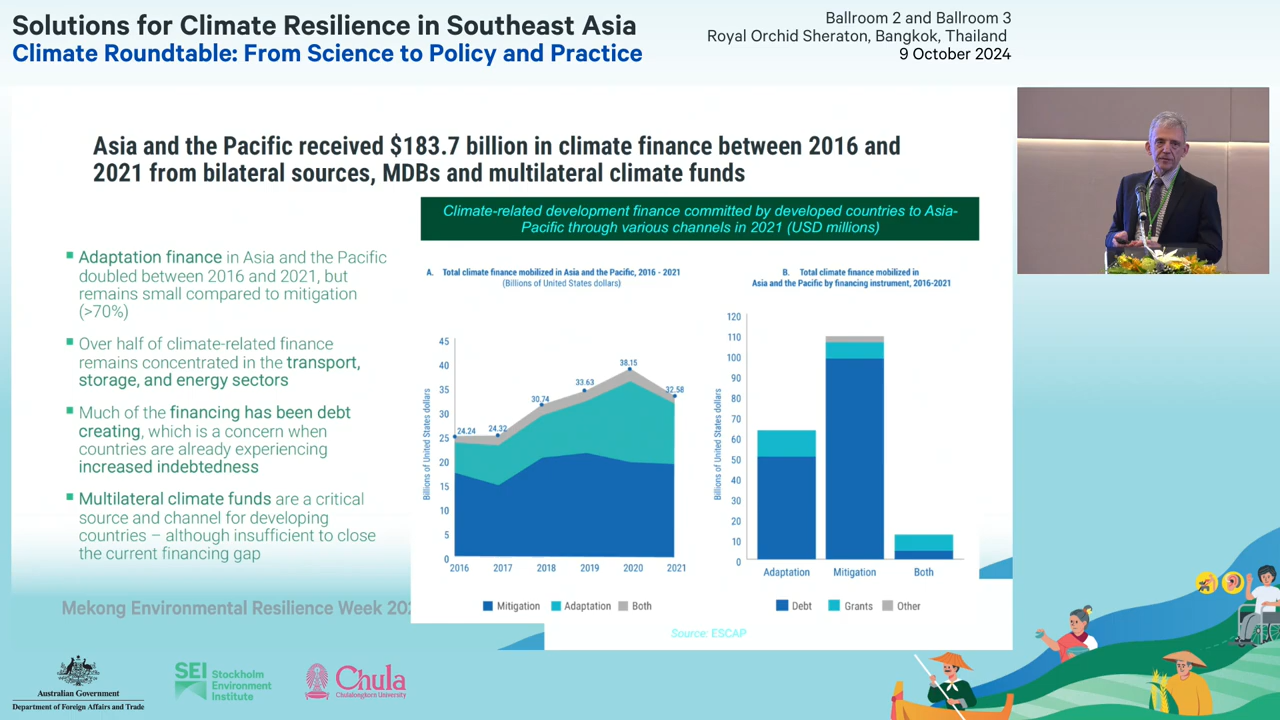 Solutions for Climate Resilience in Southeast Asia
Climate Roundtable: From Science to Policy and Practice
Ballroom 2 and Ballroom 3
Royal Orchid Sheraton, Bangkok, Thailand
9 October 2024
Asia and the Pacific received $183.7 billion in climate finance between 2016 and
2021 from bilateral sources, MDBs and multilateral climate funds
Climate-related development finance committed by developed countries to Asia-
Pacific through various channels in 2021 (USD millions)
Adaptation finance in Asia and the Pacific
doubled between 2016 and 2021, but
remains small compared to mitigation
(>70%)
Over half of climate-related finance
remains concentrated in the transport,
storage, and energy sectors
Much of the financing has been debt
creating, which is a concern when
countries are already experiencing
increased indebtedness
Multilateral climate funds are a critical
source and channel for developing
countries – although insufficient to close
the current financing gap
A. Total climate finance mobilized in Asia and the Pacific, 2016 - 2021
(Billions of United States dollars)
Billions of United States dollars
45
40
35
30
25
20
15
10
5
0
24.24
24.32
30.74
33.63
38.15
32.58
2016 2017 2018 2019 2020 2021
Mitigation Adaptation Both
B. Total climate finance mobilized in
Asia and the Pacific by financing instrument, 2016-2021
Billions of United States dollars
120
110
100
90
80
70
60
50
40
30
20
10
0
Adaptation Mitigation Both
Debt Grants Other
Source: ESCAP
Mekong Environmental Resilience Week
Australian Government
Department of Foreign Affairs and Trade
SEI Stockholm
Environment
Institute
Chula
Chulalongkorn University